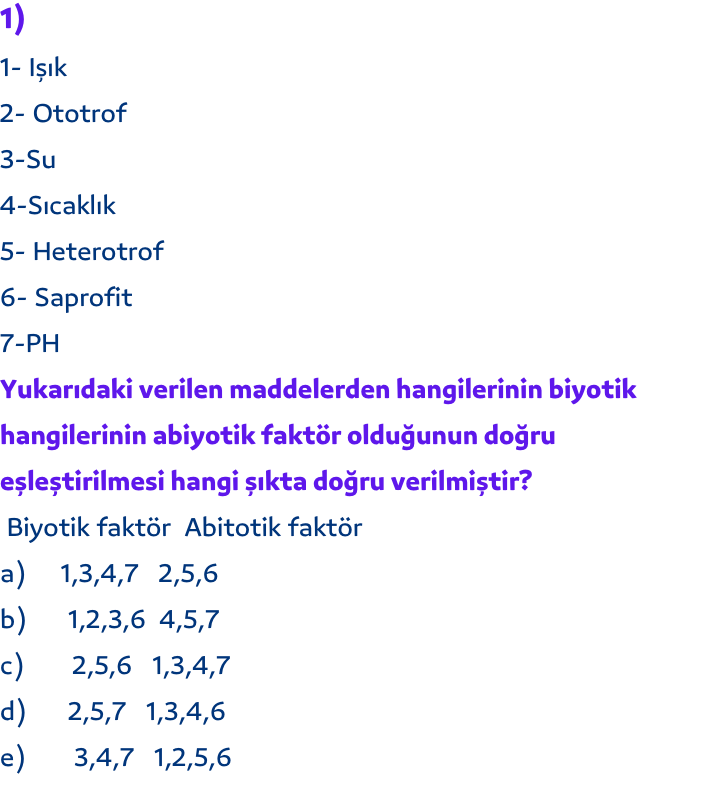 1)
1- Işık
2- Ototrof
3-Su
4-Sıcaklık
5- Heterotrof
6- Saprofit
7-PH
Yukarıdaki verilen maddelerden hangilerinin biyotik
hangilerinin abiyotik faktör olduğunun doğru
eşleştirilmesi hangi şıkta doğru verilmiştir?
Biyotik faktör  Abitotik faktör
a)  1,3,4,7  2,5,6
b)  1,2,3,6  4,5,7
c)  2,5,6  1,3,4,7
d)  2,5,7  1,3,4,6
e)  3,4,7  1,2,5,6